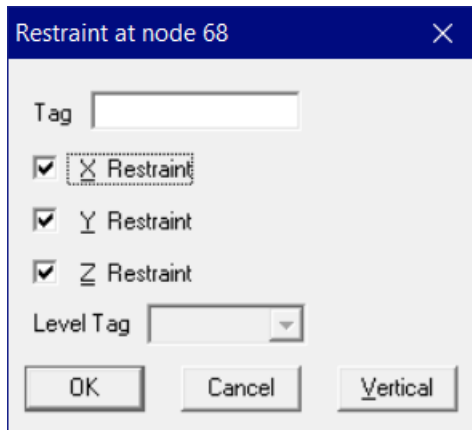 Restraint at node 68
Tag
X Restraint
Y Restraint
Z Restraint
Level Tag
OK Cancel Vertical